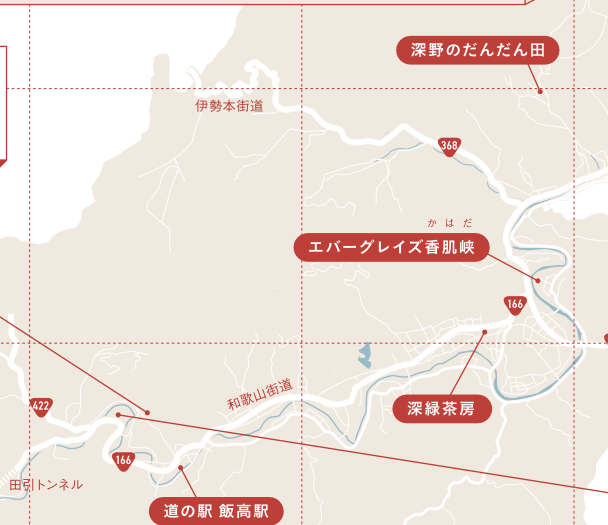 深野のだんだん田
伊勢本街道
368
かはだ
エバーグレイズ香肌峡
166
和歌山街道
深緑茶房
422
166
田引トンネル
道の駅 飯高駅